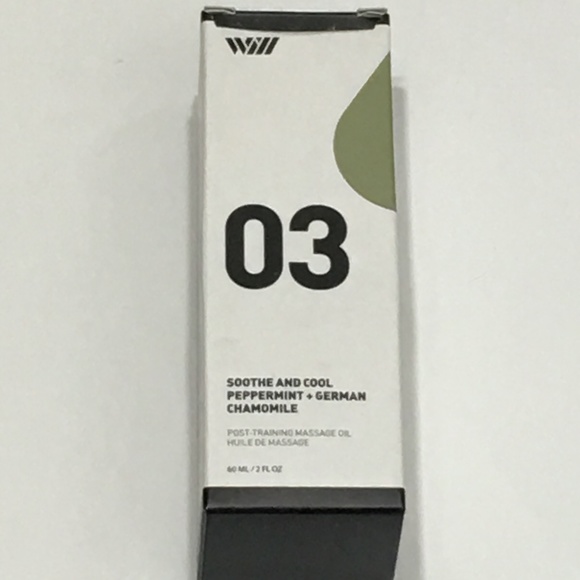 Will
03
SOOTHE AND COOL
PEPPERMINT + GERMAN
CHAMOMILE
POST-TRAINING MASSAGE OIL
HUILE DE MASSAGE
60 ML / 2 FL OZ